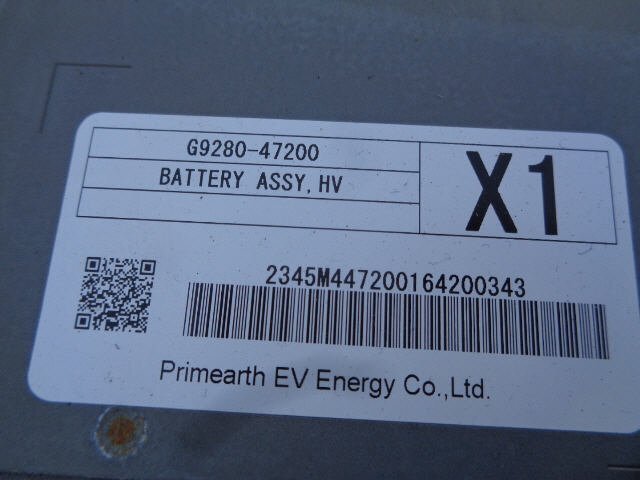 G9280-47200
BATTERY ASSY, HV
X1
2345M447200164200343
Primearth EV Energy Co.,Ltd.